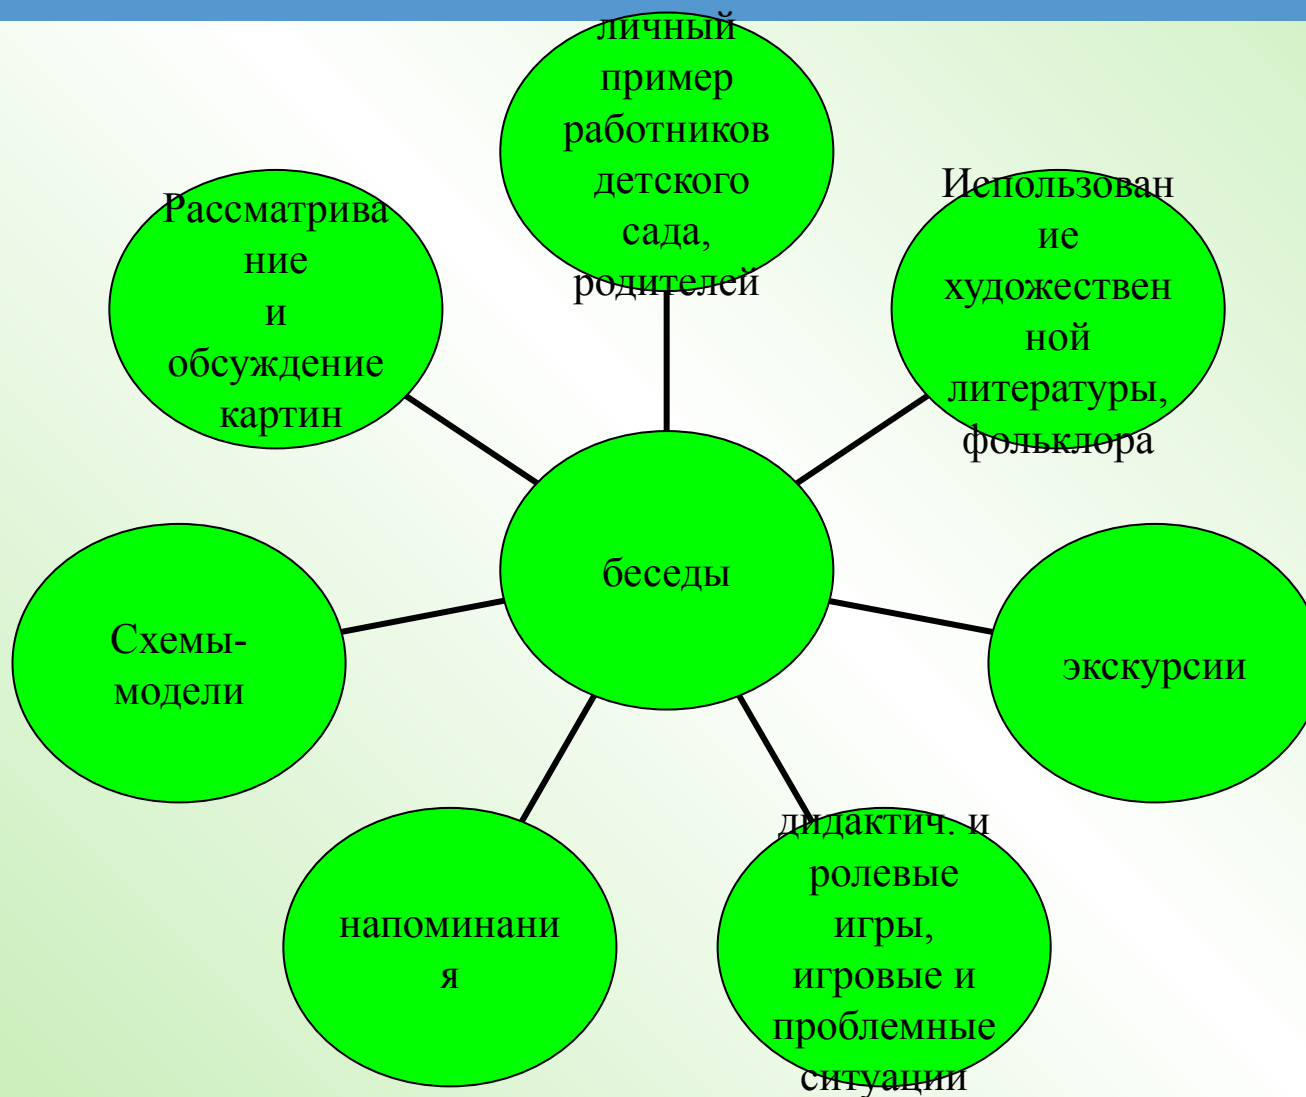 личный
пример
работников
детского
сада,
родителей
Рассматрива
ние
и
обсуждение
картин
Использован
ие
художествен
ной
литературы,
фольклора
беседы
Схемы-
модели
экскурсии
напоминани
я
дидактич. и
ролевые
игры,
игровые и
проблемные
ситуации